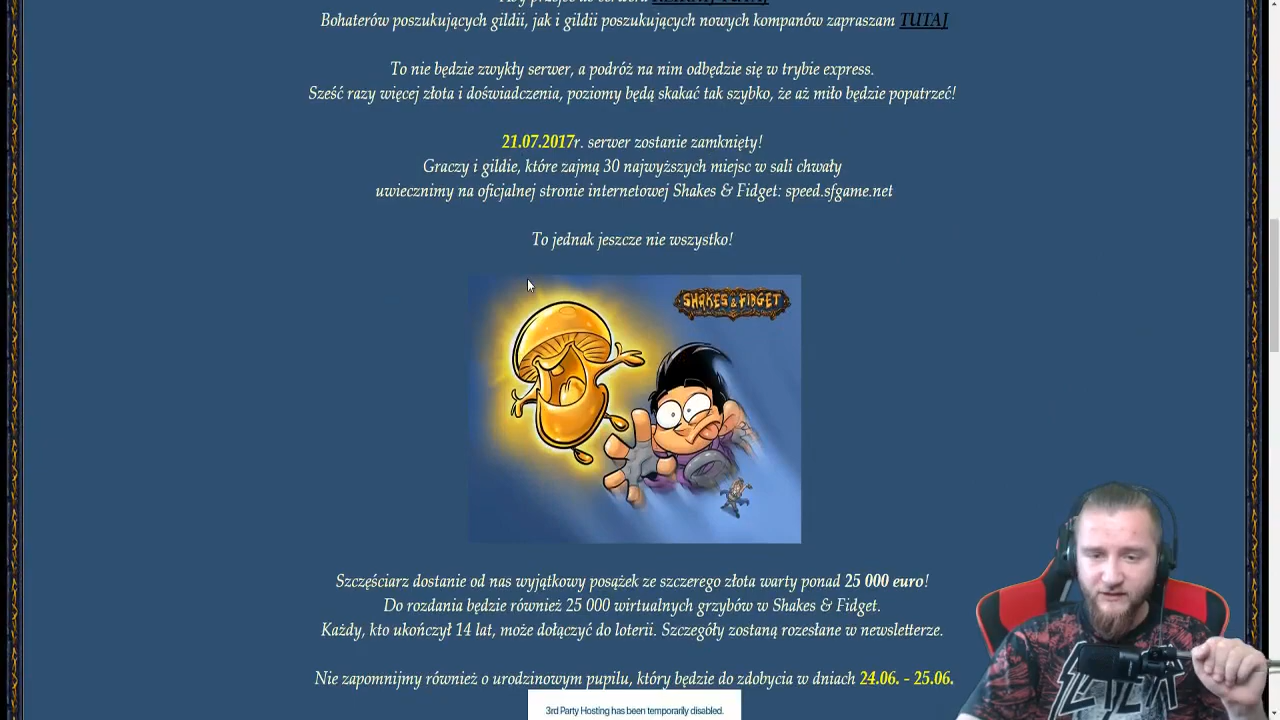 Bohaterów poszukujących gildii, jak i gildii poszukujących nowych kompanów zapraszam TUTAJ
To nie będzie zwykły serwer, a podróż na nim odbędzie się w trybie express.
Sześć razy więcej złota i doświadczenia, poziomy będą skakać tak szybko, że aż miło będzie popatrzeć!
21.07.2017r. serwer zostanie zamknięty!
Graczy i gildie, które zajmą 30 najwyższych miejsc w sali chwały
uwiecznimy na oficjalnej stronie internetowej Shakes & Fidget: speed.sfgame.net
To jednak jeszcze nie wszystko!
SHAKES & FIDGET
Szczęściarz dostanie od nas wyjątkowy posążek ze szczerego złota warty ponad 25 000 euro!
Do rozdania będzie również 25 000 wirtualnych grzybów w Shakes & Fidget.
Każdy, kto ukończył 14 lat, może dołączyć do loterii. Szczegóły zostaną rozesłane w newsletterze.
Nie zapomnijmy również o urodzinowym pupilu, który będzie do zdobycia w dniach 24.06. - 25.06.
3rd Party Hosting has been temporarily disabled.